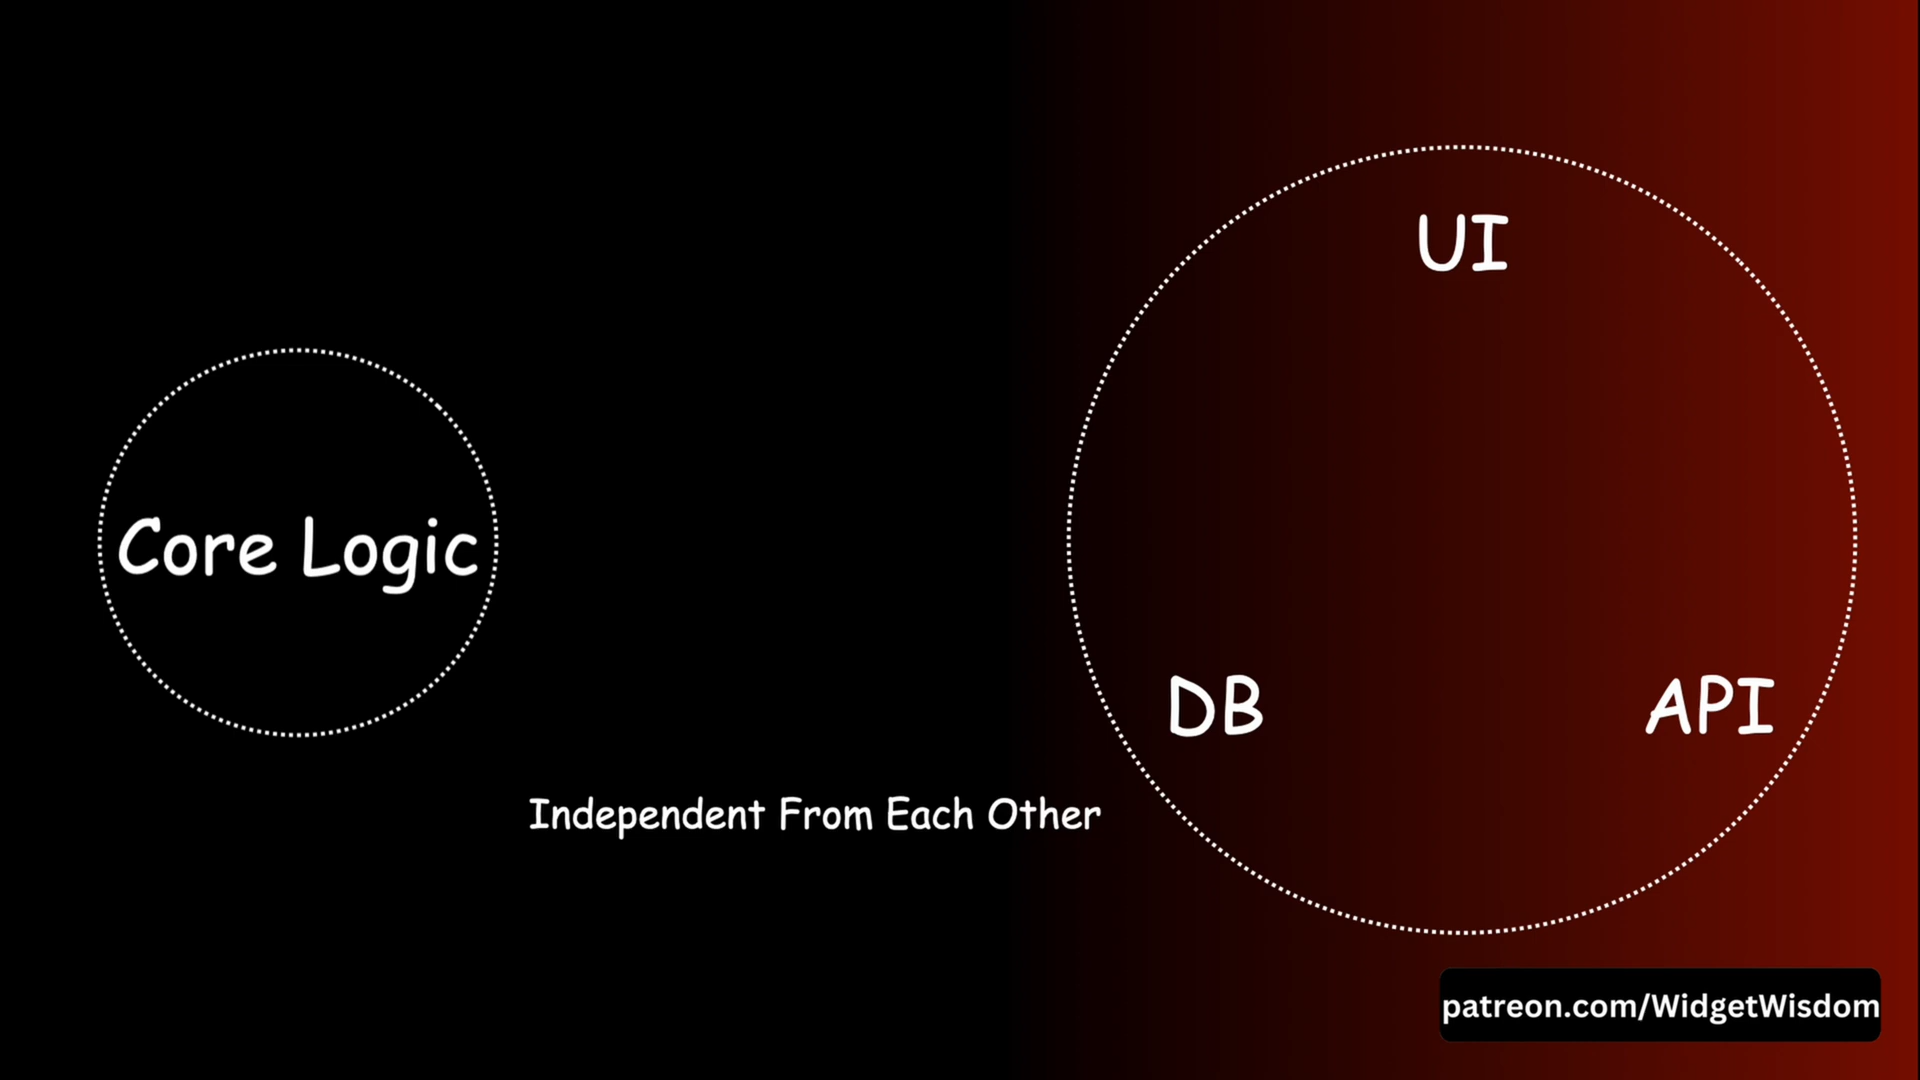 UI
Core Logic
DB
API
Independent From Each Other
patreon.com/WidgetWisdom